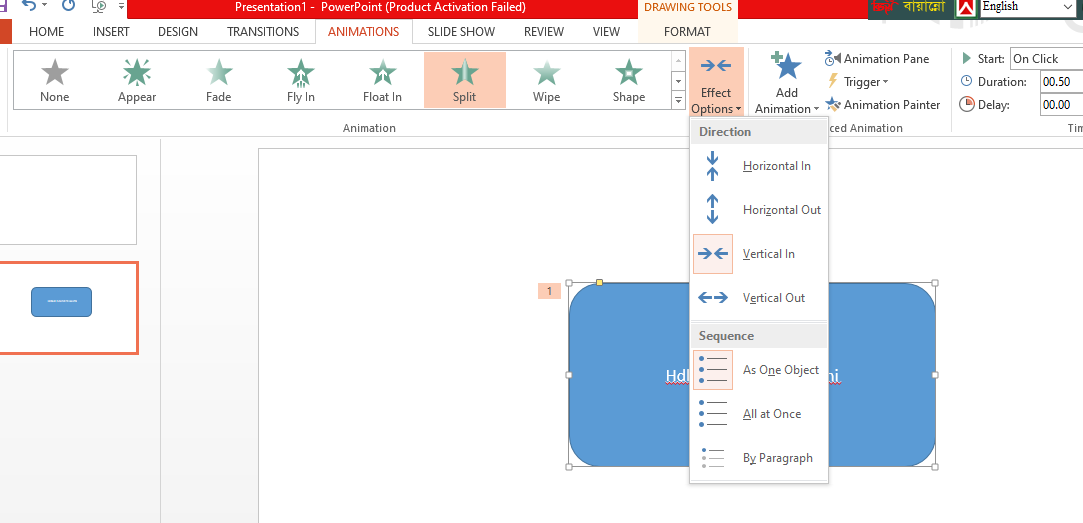 Presentation1 - PowerPoint (Product Activation Failed)
DRAWING TOOLS
বায়ান্নো
English
HOME INSERT DESIGN TRANSITIONS ANIMATIONS SLIDE SHOW REVIEW VIEW FORMAT
None Appear Fade Fly In Float In Split Wipe Shape
Effect Options
Add Animation
Animation Pane
Trigger
Animation Painter
Start: On Click
Duration: 00.50
Delay: 00.00
Animation
ced Animation
Direction
Horizontal In
Horizontal Out
Vertical In
Vertical Out
Sequence
As One Object
All at Once
By Paragraph
1